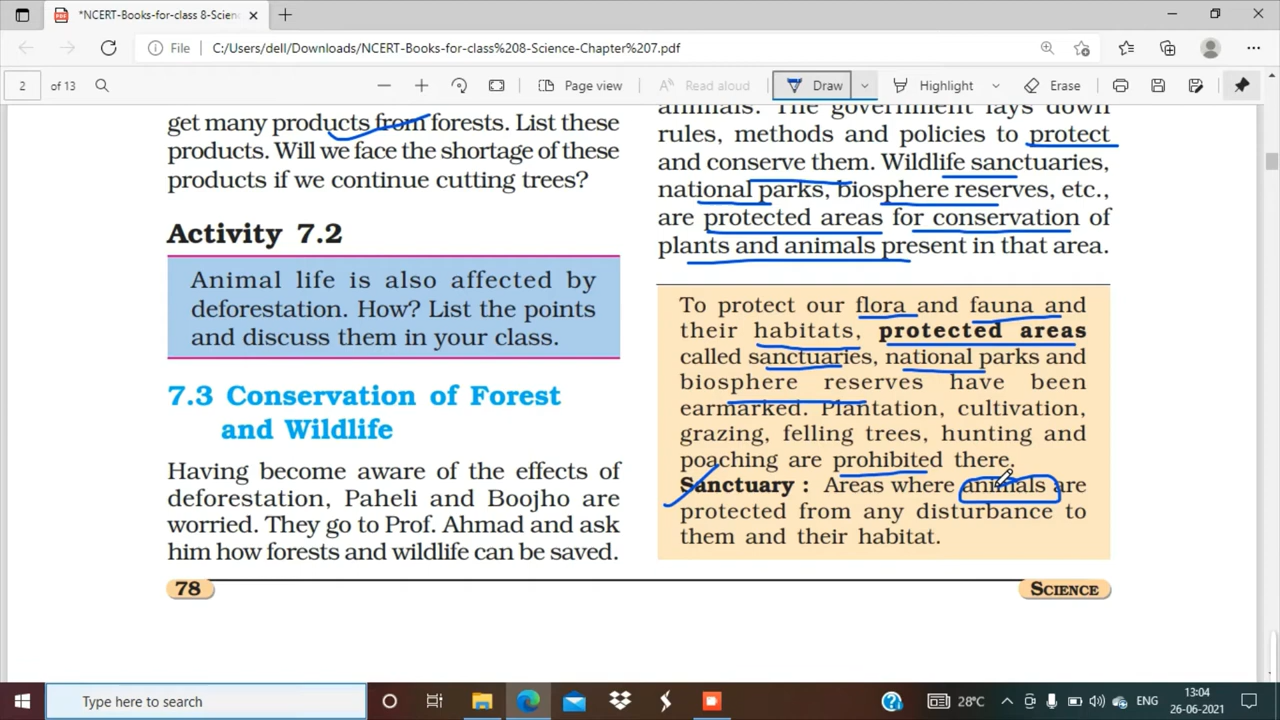 *NCERT-Books-for-class 8-Scienc
File
C:/Users/dell/Downloads/NCERT-Books-for-class%208-Science-Chapter%207.pdf
2 of 13
Page view
Read aloud
Draw
Highlight
Erase
get many products from forests. List these
products. Will we face the shortage of these
products if we continue cutting trees?
Activity 7.2
Animal life is also affected by
deforestation. How? List the points
and discuss them in your class.
7.3 Conservation of Forest
and Wildlife
Having become aware of the effects of
deforestation, Paheli and Boojho are
worried. They go to Prof. Ahmad and ask
him how forests and wildlife can be saved.
animals. The government lays down
rules, methods and policies to protect
and conserve them. Wildlife sanctuaries,
national parks, biosphere reserves, etc.,
are protected areas for conservation of
plants and animals present in that area.
To protect our flora and fauna and
their habitats, protected areas
called sanctuaries, national parks and
biosphere reserves have been
earmarked. Plantation, cultivation,
grazing, felling trees, hunting and
poaching are prohibited there.
Sanctuary : Areas where animals are
protected from any disturbance to
them and their habitat.
78
SCIENCE
Type here to search
28°C
ENG
13:04
26-06-2021